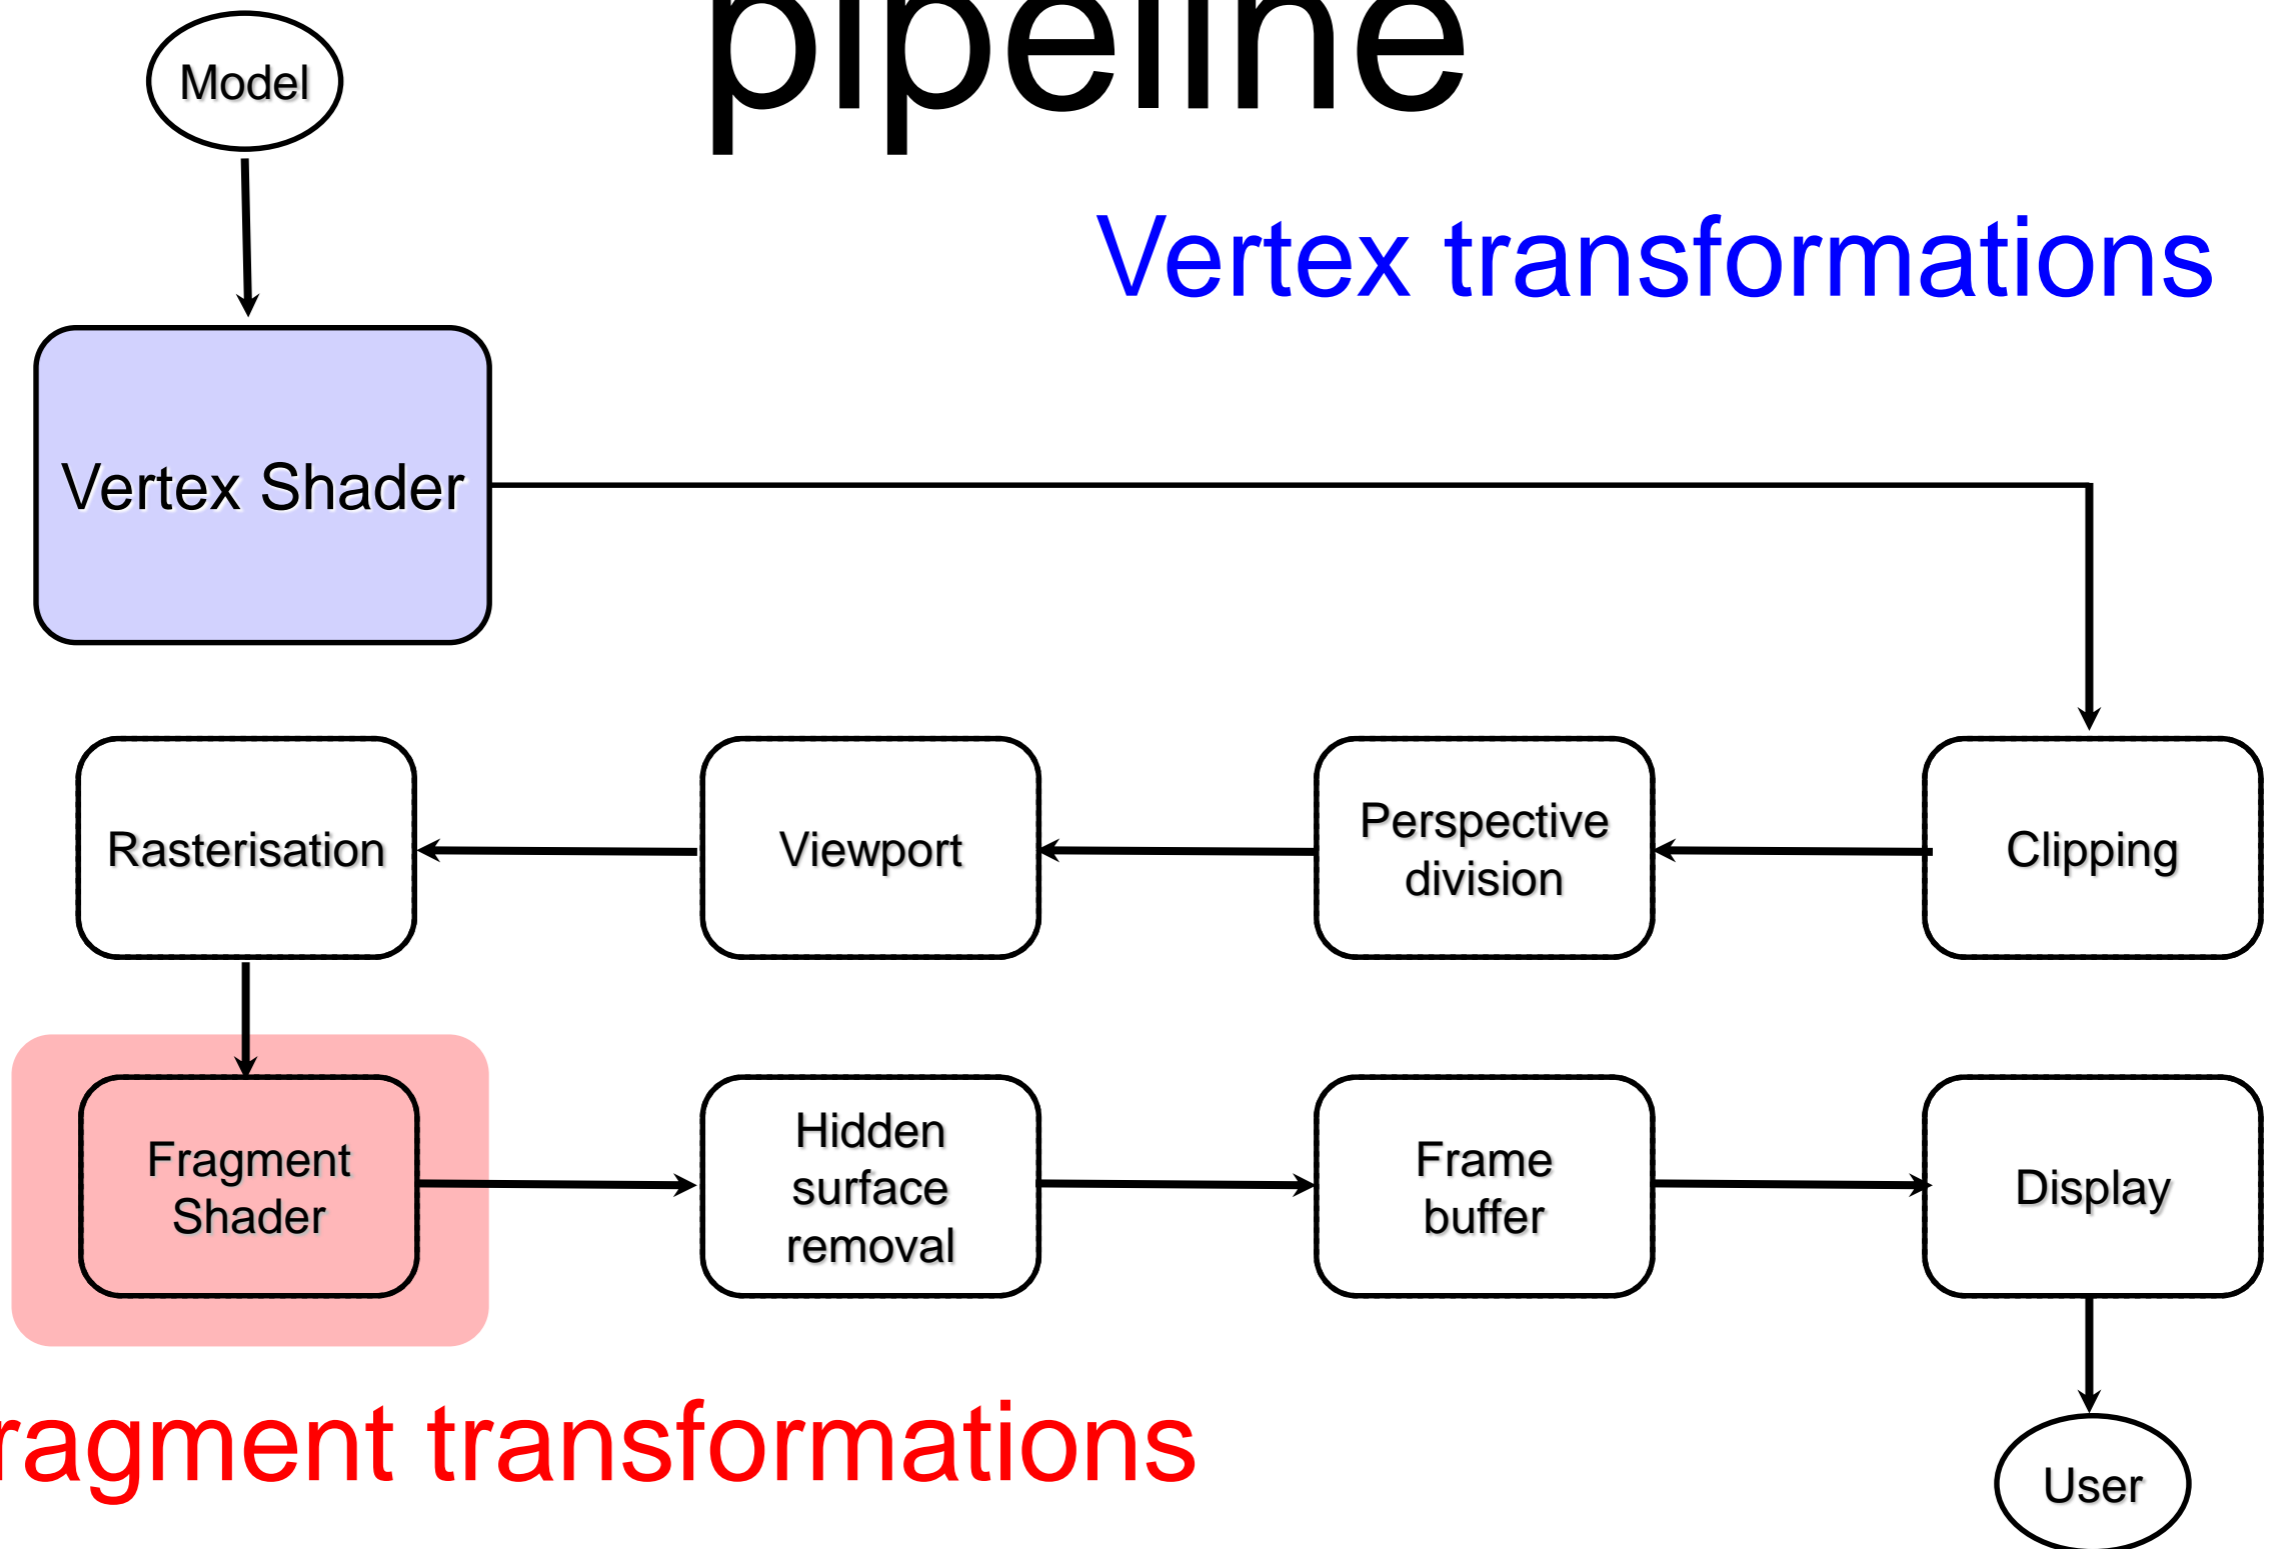 pipeline
Model
Vertex transformations
Vertex Shader
Rasterisation
Viewport
Perspective
division
Clipping
Fragment
Shader
Hidden
surface
removal
Frame
buffer
Display
ragment transformations
User